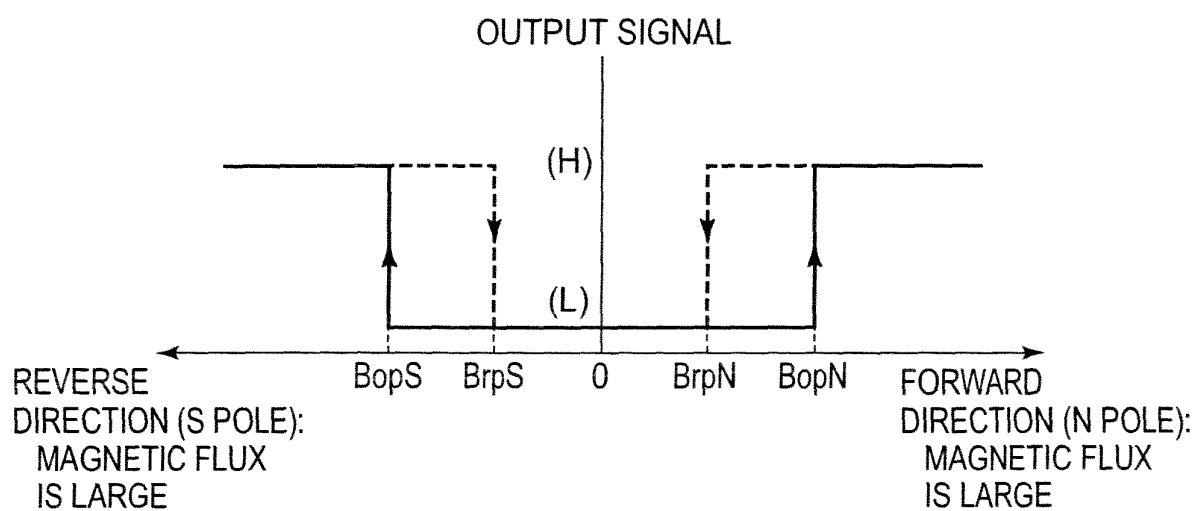 OUTPUT SIGNAL
(H)
(L)
BopS BrpS 0 BrpN BopN
REVERSE
DIRECTION (S POLE):
MAGNETIC FLUX
IS LARGE
FORWARD
DIRECTION (N POLE):
MAGNETIC FLUX
IS LARGE